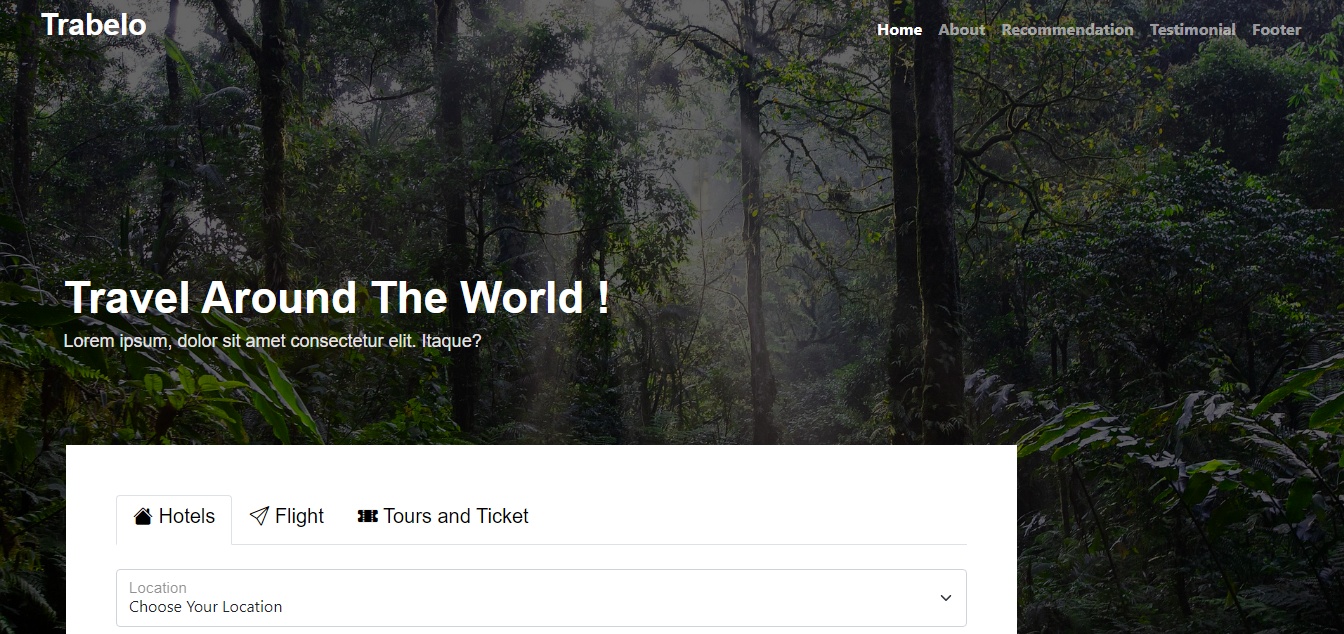 Trabelo
Home About Recommendation Testimonial Footer
Travel Around The World !
Lorem ipsum, dolor sit amet consectetur elit. Itaque?
Hotels Flight Tours and Ticket
Location
Choose Your Location